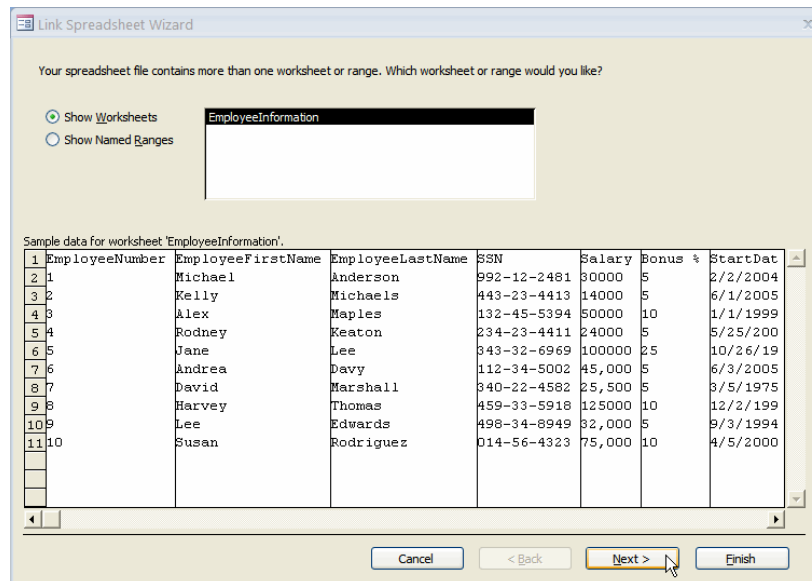 Link Spreadsheet Wizard
Your spreadsheet file contains more than one worksheet or range. Which worksheet or range would you like?
Show Worksheets
Show Named Ranges
EmployeeInformation
Sample data for worksheet 'EmployeeInformation'.
1 EmployeeNumber EmployeeFirstName EmployeeLastName SSN Salary Bonus % StartDat
2 1 Michael Anderson 992-12-2481 30000 5 2/2/2004
3 2 Kelly Michaels 443-23-4413 14000 5 6/1/2005
4 3 Alex Maples 132-45-5394 50000 10 1/1/1999
5 4 Rodney Keaton 234-23-4411 24000 5 5/25/200
6 5 Jane Lee 343-32-6969 100000 25 10/26/19
7 6 Andrea Davy 112-34-5002 45,000 5 6/3/2005
8 7 David Marshall 340-22-4582 25,500 5 3/5/1975
9 8 Harvey Thomas 459-33-5918 125000 10 12/2/199
10 9 Lee Edwards 498-34-8949 32,000 5 9/3/1994
11 10 Susan Rodriguez 014-56-4323 75,000 10 4/5/2000
Cancel < Back Next > Finish